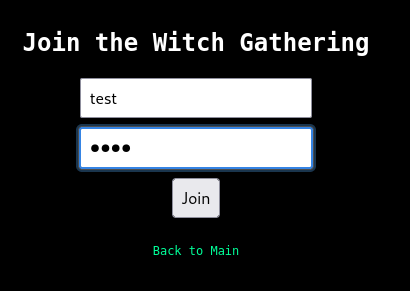 Join the Witch Gathering
test
••••
Join
Back to Main